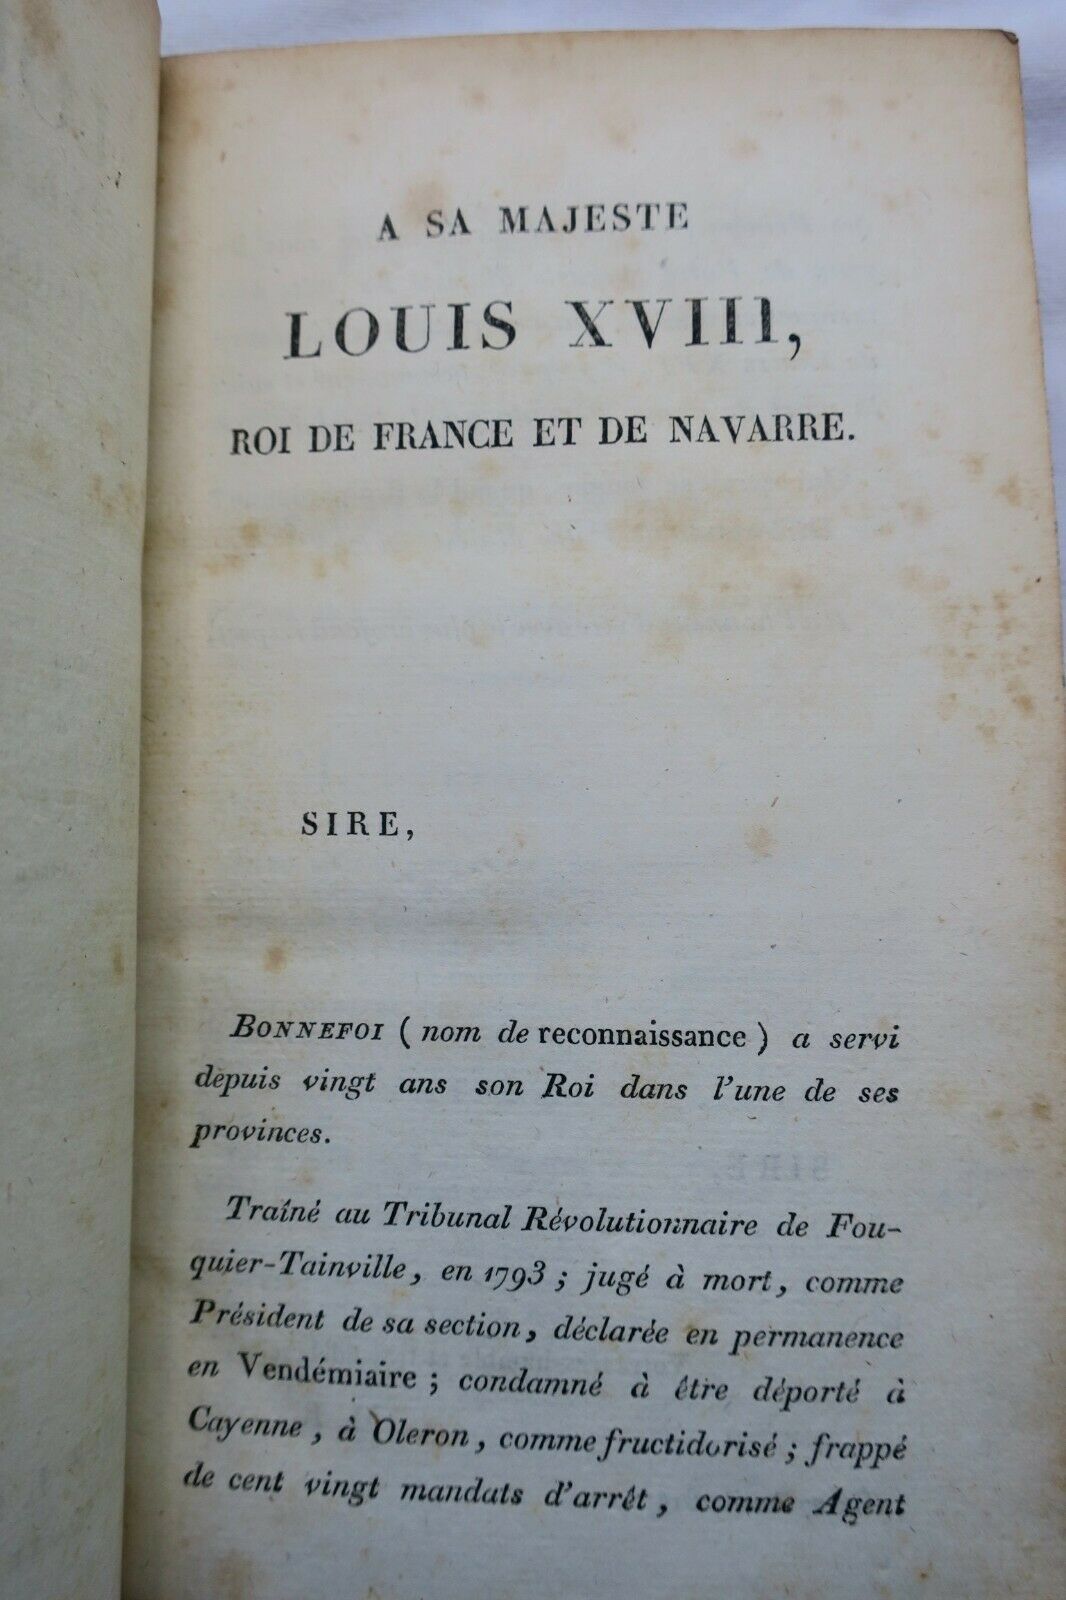 A SA MAJESTE
LOUIS XVIII,
ROI DE FRANCE ET DE NAVARRE.
SIRE,
BONNEFOI ( nom de reconnaissance ) a servi
depuis vingt ans son Roi dans l'une de ses
provinces.
Traîné au Tribunal Révolutionnaire de Fou-
quier-Tainville, en 1793 ; jugé à mort, comme
Président de sa section, déclarée en permanence
en Vendémiaire ; condamné à être déporté à
Cayenne, à Oleron, comme fructidorisé ; frappé
de cent vingt mandats d'arrêt, comme Agent